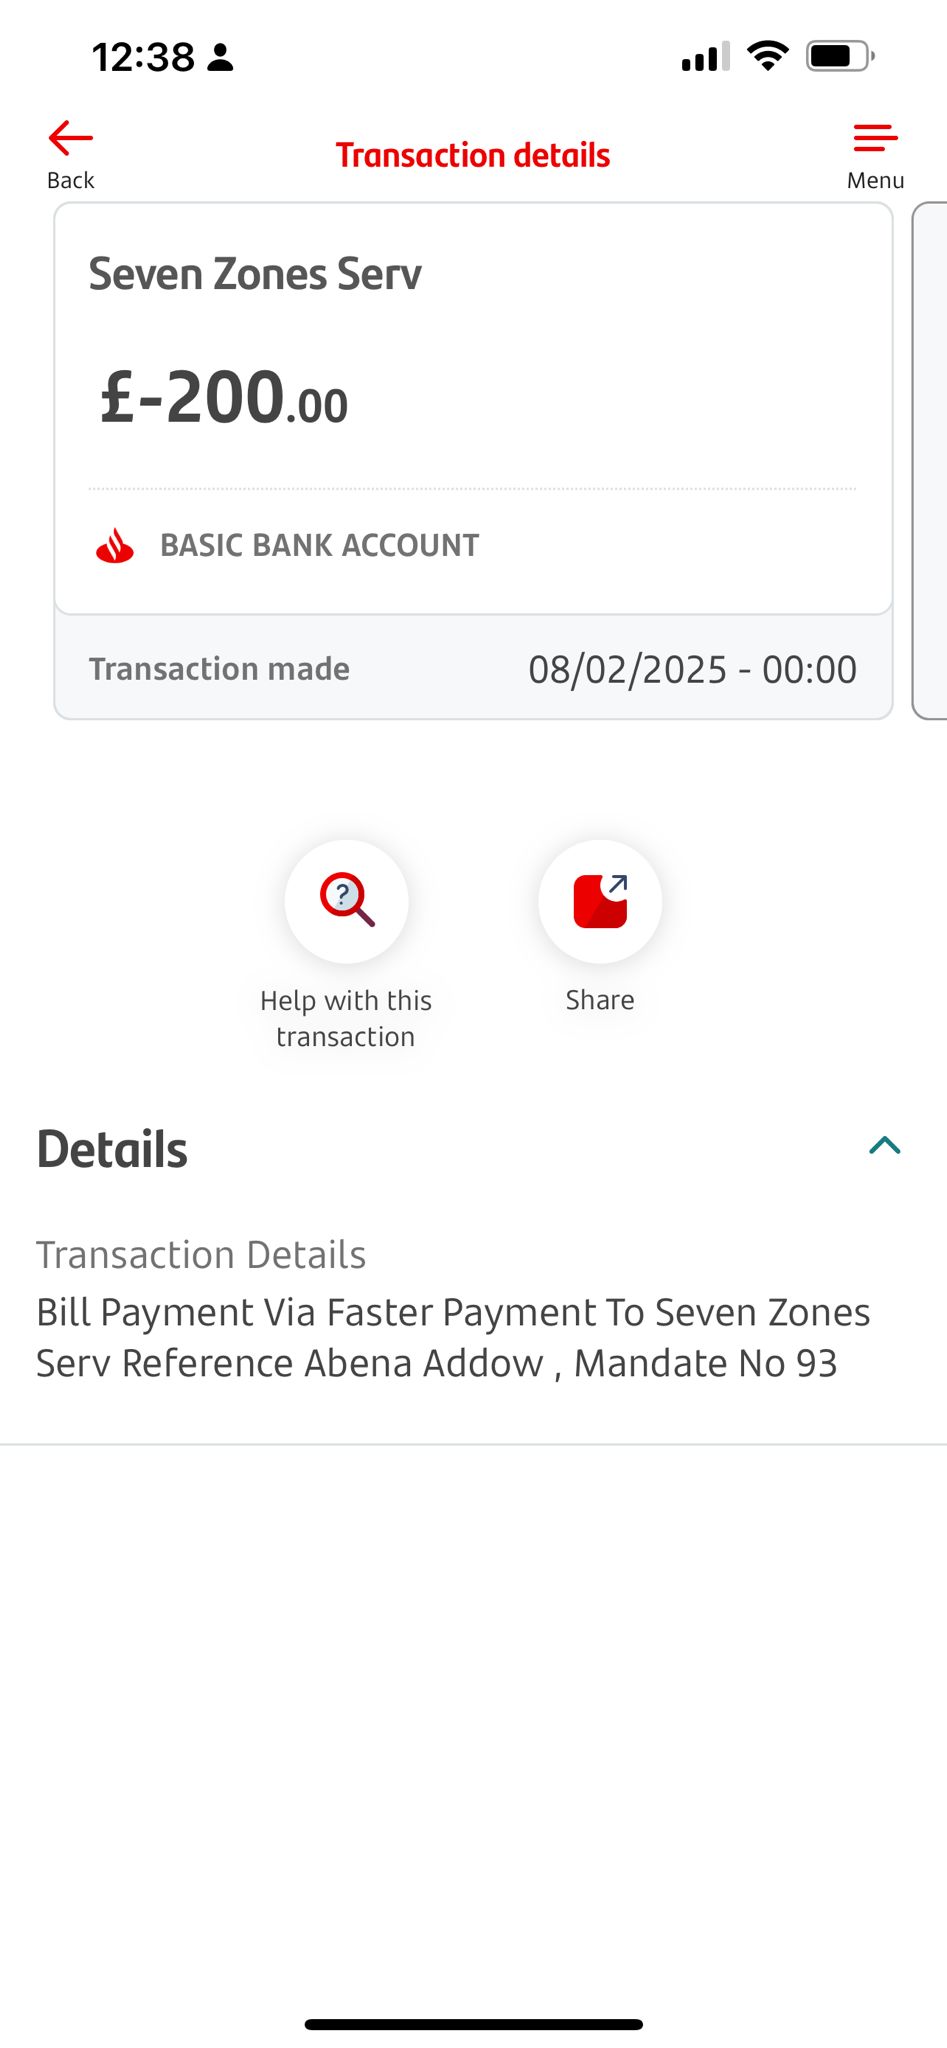 12:38
Back
Transaction details
Menu
Seven Zones Serv
£-200.00
BASIC BANK ACCOUNT
Transaction made 08/02/2025 - 00:00
?
Help with this
transaction
Share
Details
Transaction Details
Bill Payment Via Faster Payment To Seven Zones
Serv Reference Abena Addow , Mandate No 93